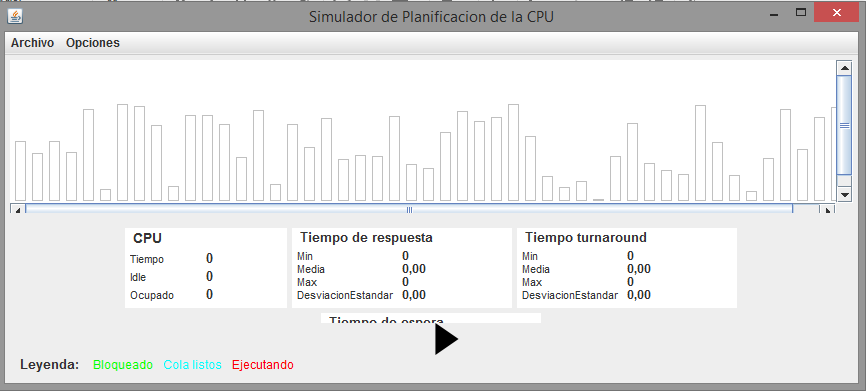 Simulador de Planificacion de la CPU
Archivo Opciones
CPU
Tiempo 0
Idle 0
Ocupado 0
Tiempo de respuesta
Min 0
Media 0,00
Max 0
DesviacionEstandar 0,00
Tiempo turnaround
Min 0
Media 0,00
Max 0
DesviacionEstandar 0,00
Tiempo de espera
Leyenda: Bloqueado Cola listos Ejecutando